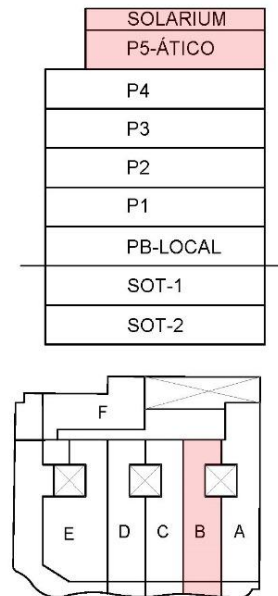 SOLARIUM
P5-ÁTICO
P4
P3
P2
P1
PB-LOCAL
SOT-1
SOT-2
F
E D C B A